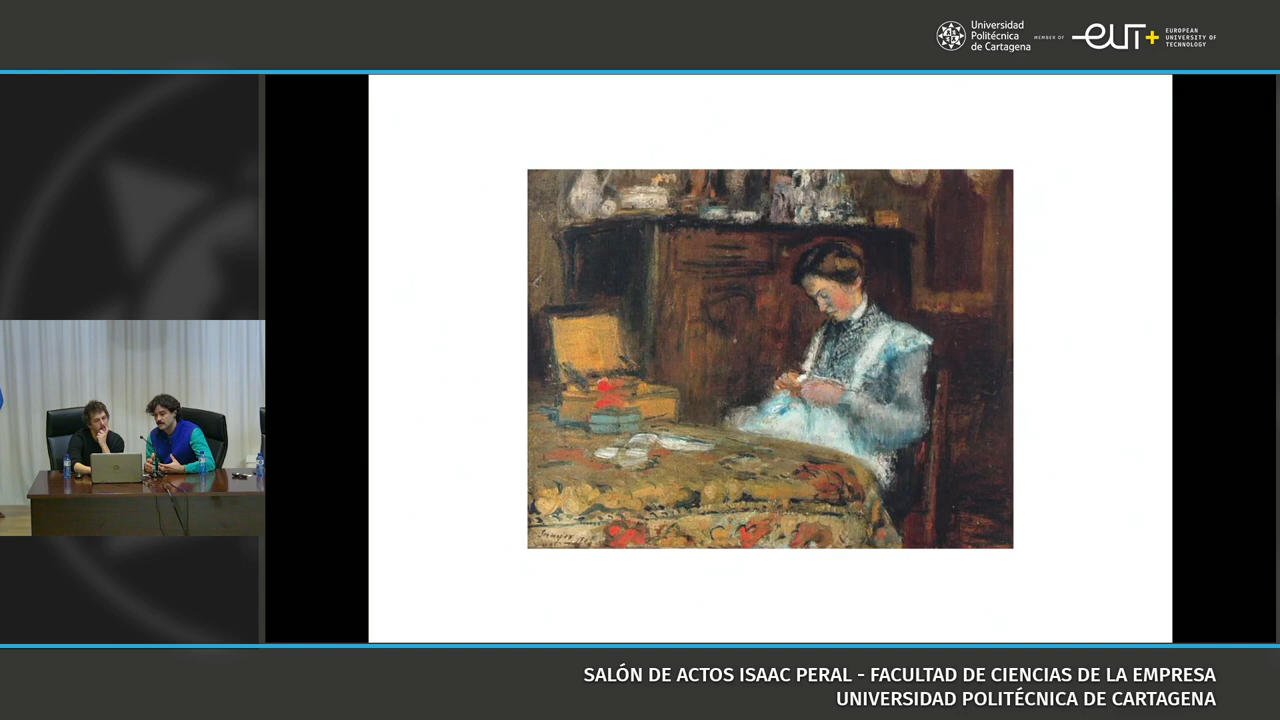 Universidad
Politécnica
de Cartagena
MEMBER OF
EUT+
EUROPEAN
UNIVERSITY OF
TECHNOLOGY
SALÓN DE ACTOS ISAAC PERAL - FACULTAD DE CIENCIAS DE LA EMPRESA
UNIVERSIDAD POLITÉCNICA DE CARTAGENA